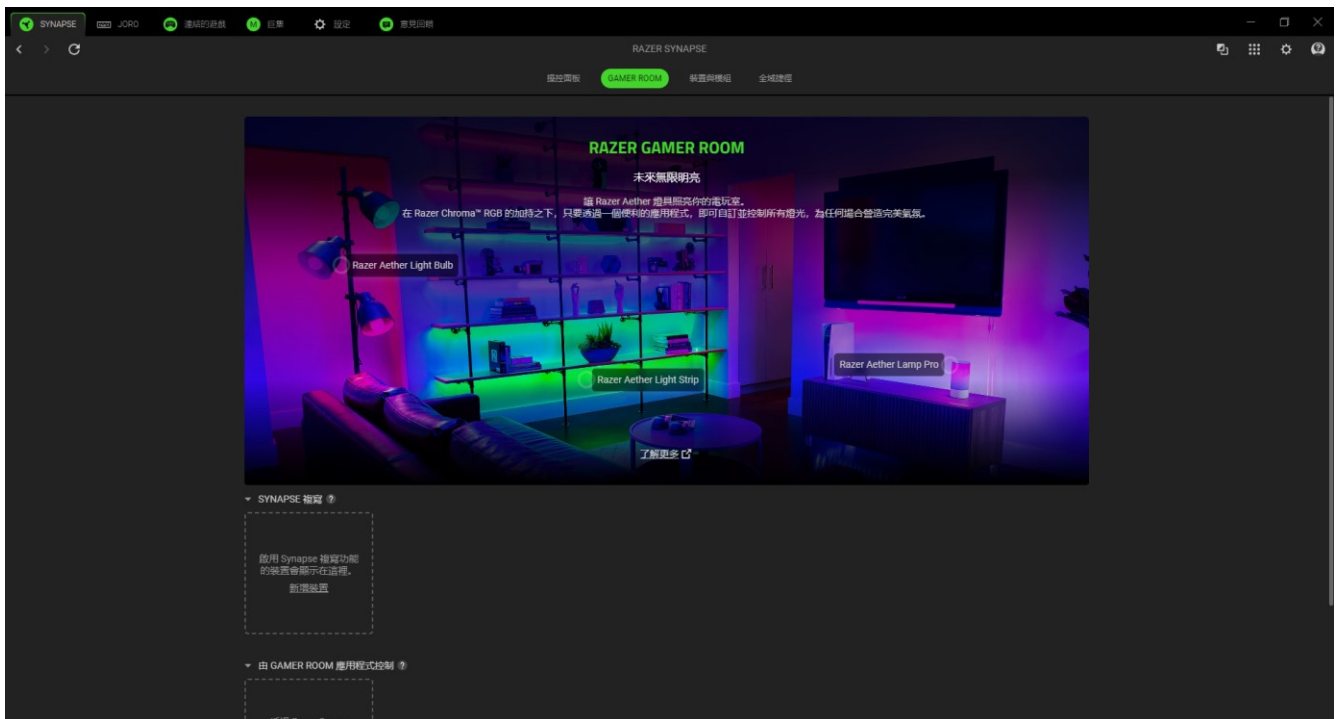 SYNAPSE
JORO
連結的遊戲
巨集
設定
意見回饋
RAZER SYNAPSE
操控面板
GAMER ROOM
裝置與模組
全域捷徑
RAZER GAMER ROOM
未來無限明亮
讓 Razer Aether 燈具照亮你的電玩室。
在 Razer Chroma™ RGB 的加持之下，只要透過一個便利的應用程式，即可自訂並控制所有燈光，為任何場合營造完美氣氛。
Razer Aether Light Bulb
Razer Aether Lamp Pro
Razer Aether Light Strip
了解更多
SYNAPSE 複寫 ?
啟用 Synapse 複寫功能
的裝置會顯示在這裡。
新增裝置
由 GAMER ROOM 應用程式控制 ?